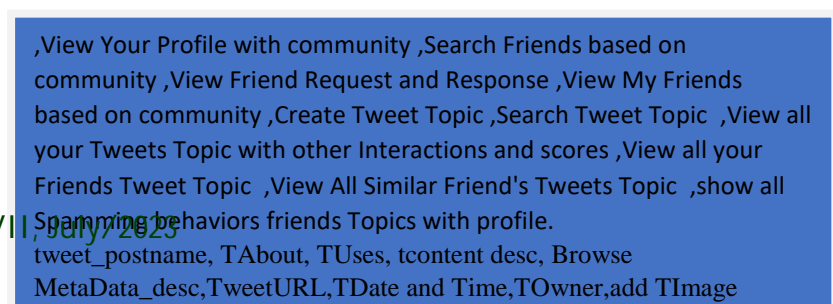 ,View Your Profile with community ,Search Friends based on
community ,View Friend Request and Response ,View My Friends
based on community ,Create Tweet Topic ,Search Tweet Topic ,View all
your Tweets Topic with other Interactions and scores ,View all your
Friends Tweet Topic ,View All Similar Friend's Tweets Topic ,show all
Spamming behaviors friends Topics with profile.
II, July/2023
tweet_postname, TAbout, TUses, tcontent desc, Browse
MetaData_desc,TweetURL,TDate and Time,TOwner,add TImage